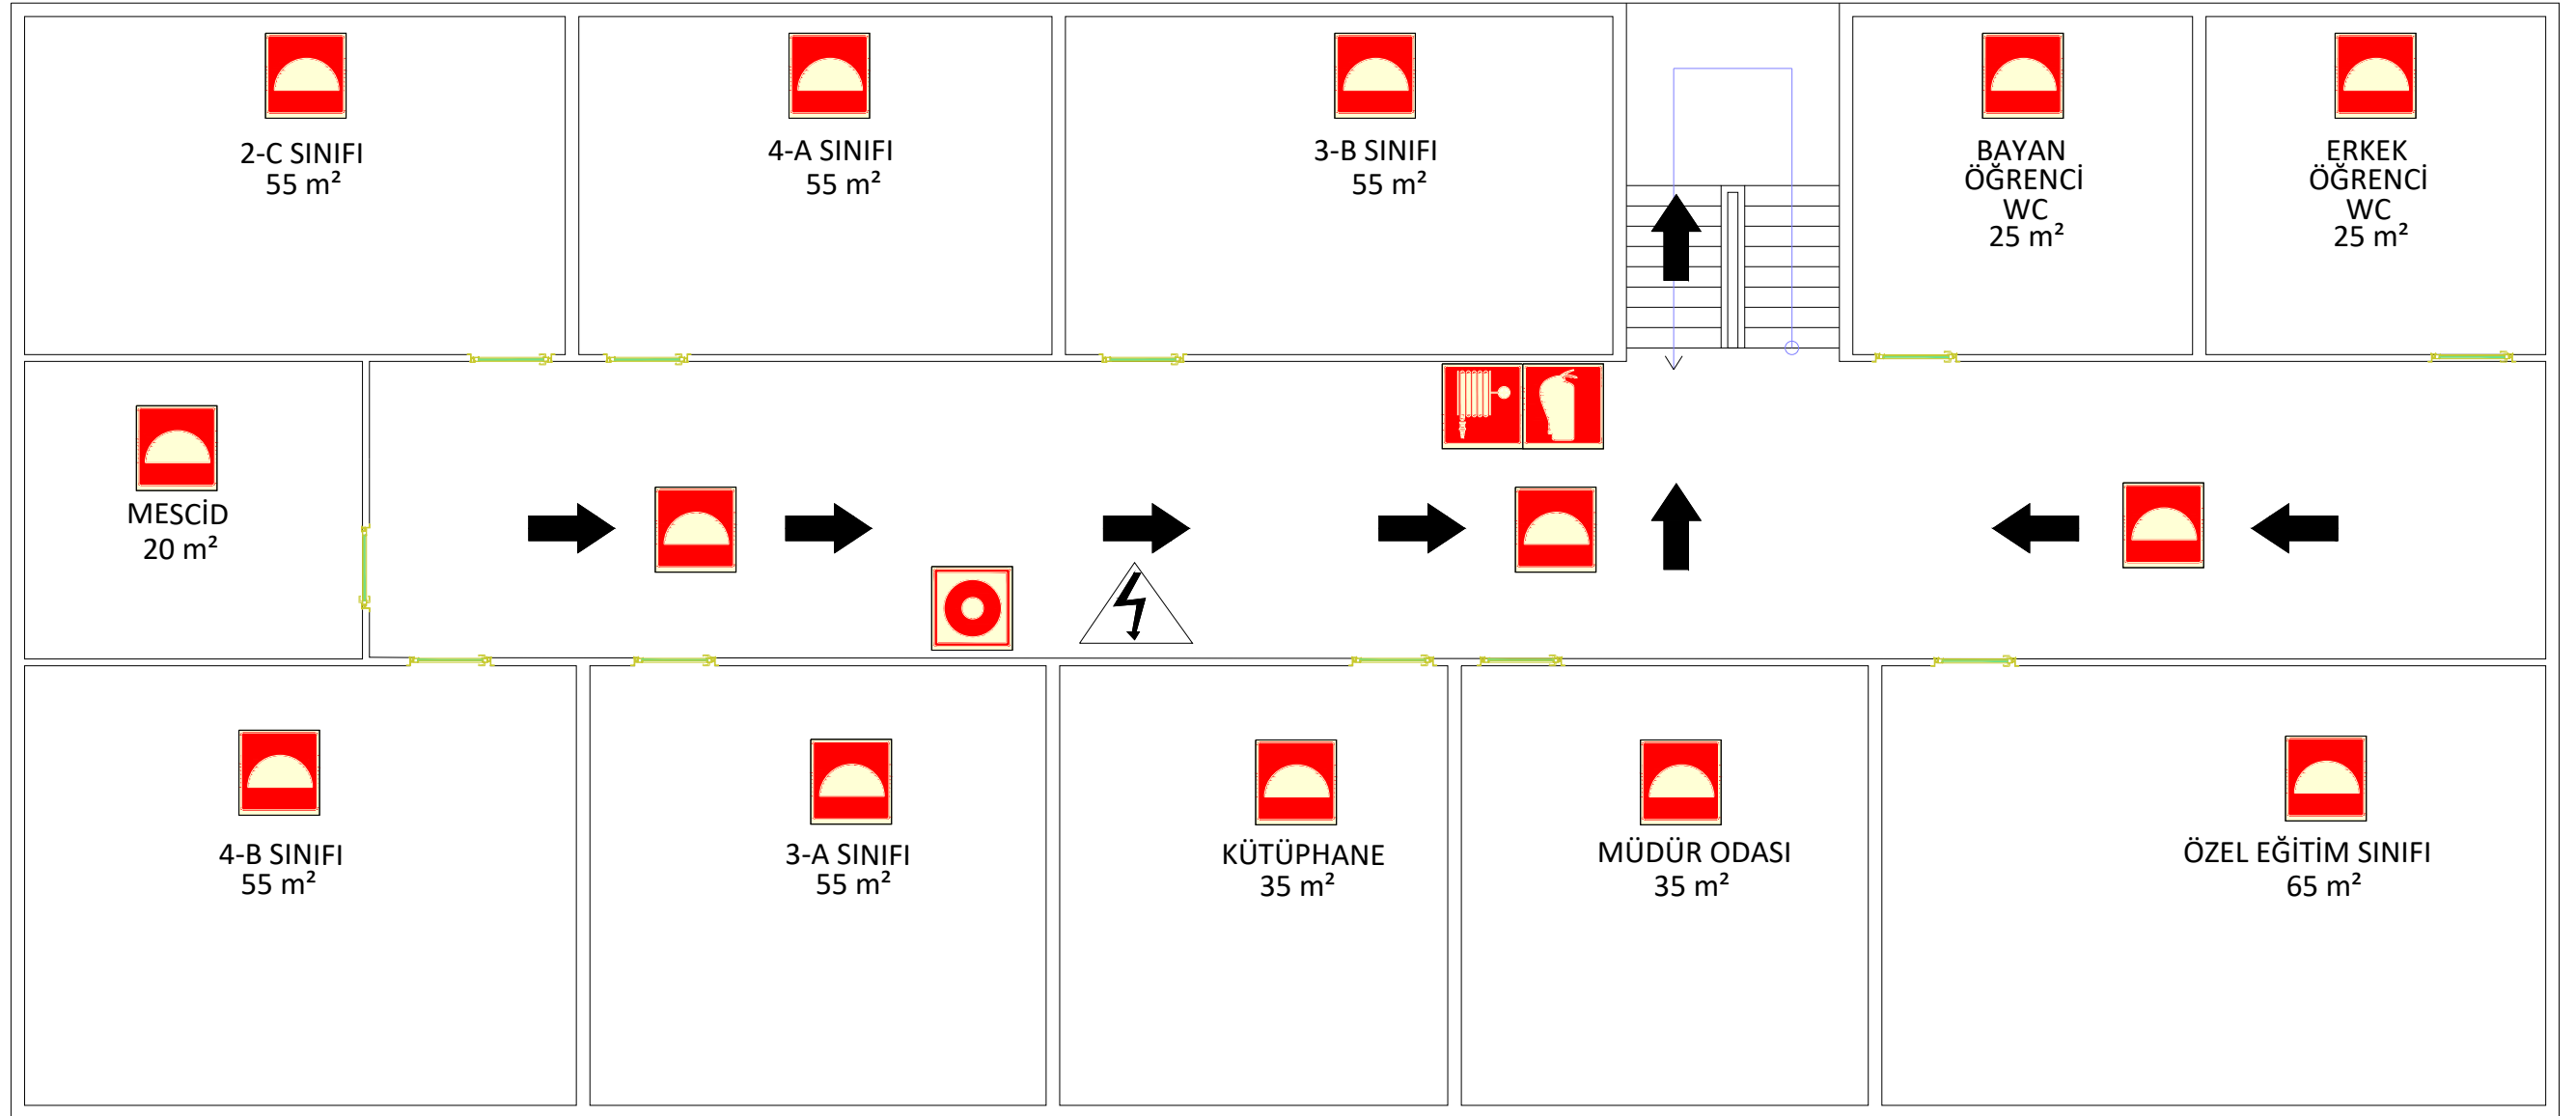 2-C SINIFI
55 m²
4-A SINIFI
55 m²
3-B SINIFI
55 m²
BAYAN
ÖĞRENCİ
WC
25 m²
ERKEK
ÖĞRENCİ
WC
25 m²
MESCİD
20 m²
4-B SINIFI
55 m²
3-A SINIFI
55 m²
KÜTÜPHANE
35 m²
MÜDÜR ODASI
35 m²
ÖZEL EĞİTİM SINIFI
65 m²